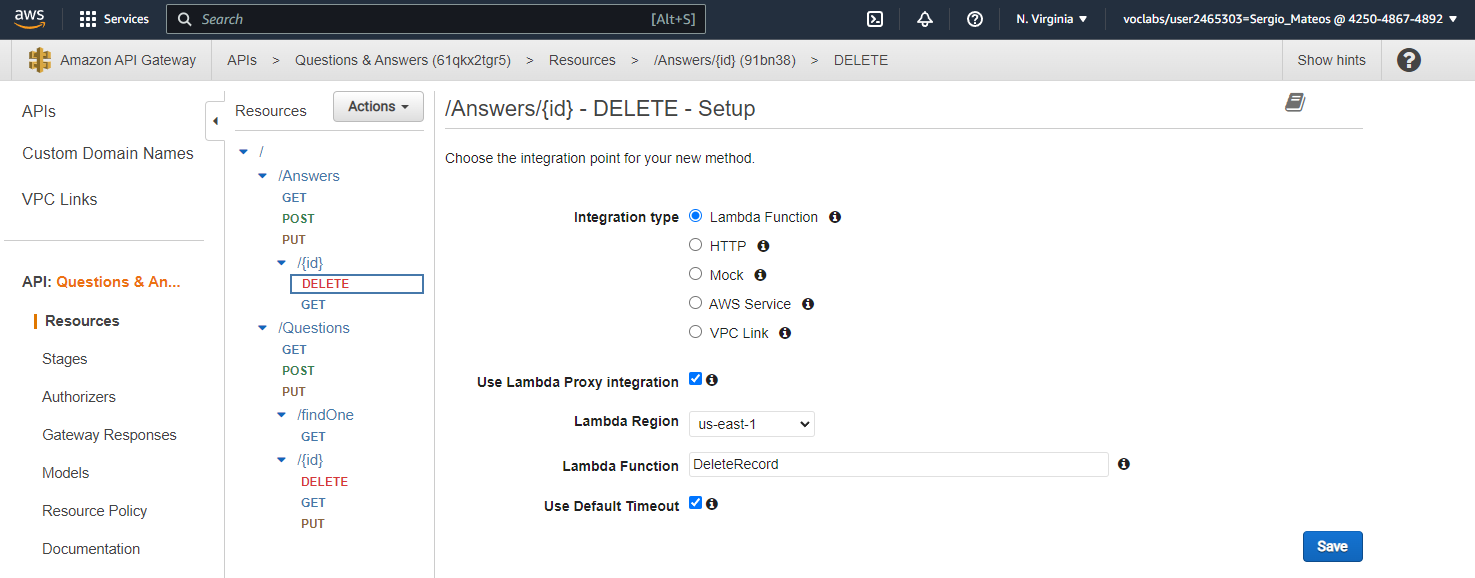 aws Services Search [Alt+S] N. Virginia voclabs/user2465303=Sergio_Mateos @ 4250-4867-4892
Amazon API Gateway APIs > Questions & Answers (61qkx2tgr5) > Resources > /Answers/{id} (91bn38) > DELETE Show hints ?
APIs
Custom Domain Names
VPC Links
API: Questions & An...
Resources
Stages
Authorizers
Gateway Responses
Models
Resource Policy
Documentation
Resources Actions
/
/Answers
GET
POST
PUT
/{id}
DELETE
GET
/Questions
GET
POST
PUT
/findOne
GET
/{id}
DELETE
GET
PUT
/Answers/{id} - DELETE - Setup
Choose the integration point for your new method.
Integration type Lambda Function
HTTP
Mock
AWS Service
VPC Link
Use Lambda Proxy integration
Lambda Region us-east-1
Lambda Function DeleteRecord
Use Default Timeout
Save